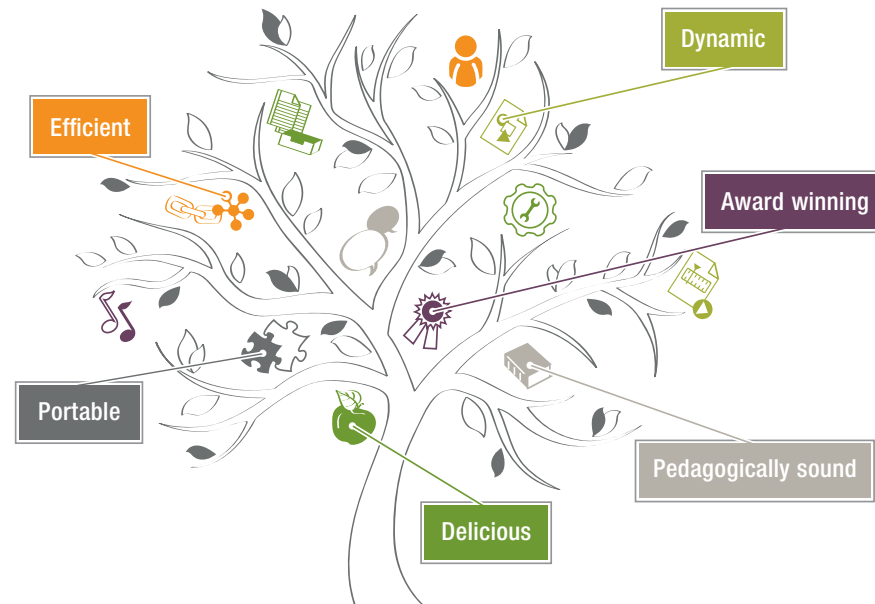 Dynamic
Efficient
Award winning
Portable
Pedagogically sound
Delicious